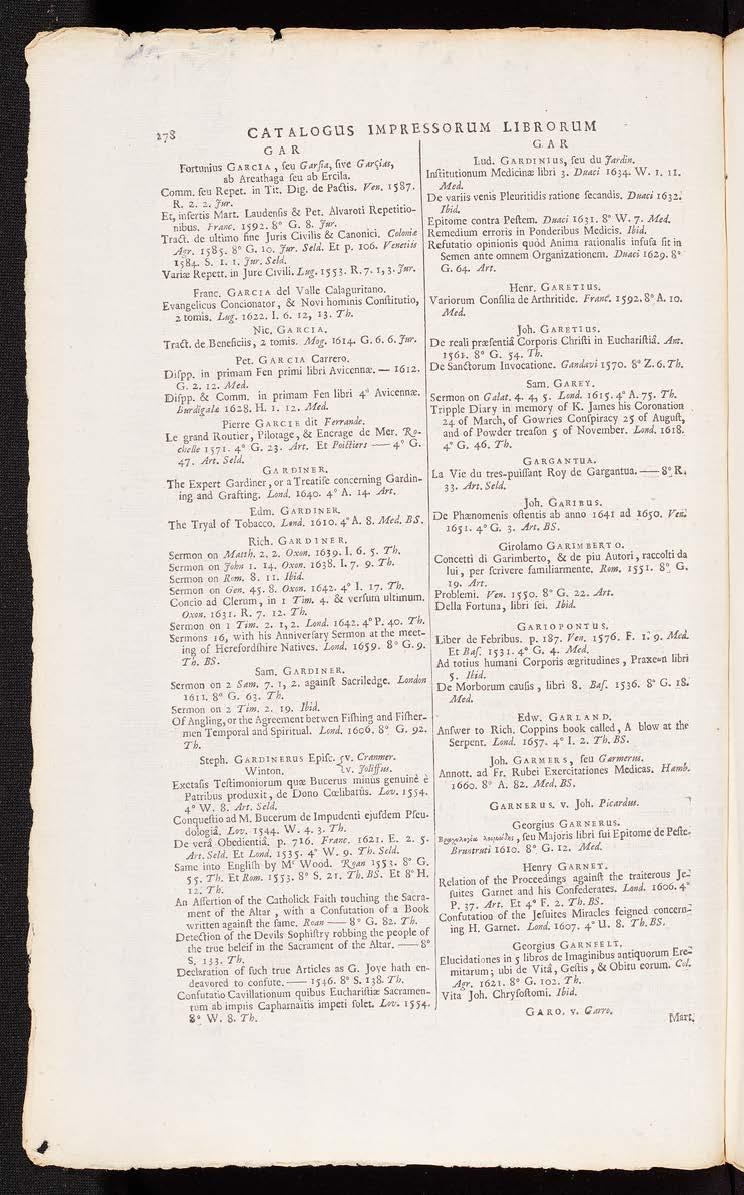 278 CATALOGUS IMPRESSORUM LIBRORUM
GAR
Fortunius GARCIA, ſeu Garſia, ſive Garçias,
ab Areathaga ſeu ab Ercila.
Comm. ſeu Repet. in Tit. Dig. de Pactis. Ven. 1587.
R. 2. 2. Jur.
Et, inſertis Mart. Laudenſis & Pet. Alvaroti Repetitio-
nibus. Franc. 1592. 8° G. 8. Jur.
Tract. de ultimo fine Juris Civilis & Canonici. Coloniæ
Agr. 1585. 8° G. 10. Jur. Seld. Et p. 106. Venetiis
1584. S. 1. 1. Jur. Seld.
Variæ Repett. in Jure Civili. Lug. 1553. R. 7. 1, 3. Jur.
Franc. GARCIA del Valle Calaguritano.
Evangelicus Concionator, & Novi hominis Conſtitutio,
2 tomis. Lug. 1622. I. 6. 12, 13. Th.
Nic. GARCIA.
Tract. de Beneficiis, 2 tomis. Mog. 1614. G. 6. 6. Jur.
Pet. GARCIA Carrero.
Diſpp. in primam Fen primi libri Avicennæ. — 1612.
G. 2. 12. Med.
Diſpp. & Comm. in primam Fen libri 4ⁱ Avicennæ.
Burdigalæ 1628. H. 1. 12. Med.
Pierre GARCIE dit Ferrande.
Le grand Routier, Pilotage, & Encrage de Mer. Ro-
chelle 1571. 4° G. 23. Art. Et Poictiers — 4° G.
47. Art. Seld.
GARDINER.
The Expert Gardiner, or a Treatiſe concerning Gardin-
ing and Grafting. Lond. 1640. 4° A. 14. Art.
Edm. GARDINER.
The Tryal of Tobacco. Lond. 1610. 4° A. 8. Med. BS.
Rich. GARDINER.
Sermon on Matth. 2. 2. Oxon. 1639. I. 6. 5. Th.
Sermon on John 1. 14. Oxon. 1638. I. 7. 9. Th.
Sermon on Rom. 8. 11. Ibid.
Sermon on Gen. 45. 8. Oxon. 1642. 4° I. 17. Th.
Concio ad Clerum, in 1 Tim. 4. & verſum ultimum.
Oxon. 1631. R. 7. 12. Th.
Sermon on 1 Tim. 2. 1, 2. Lond. 1642. 4° P. 40. Th.
Sermons 16, with his Anniverſary Sermon at the meet-
ing of Herefordſhire Natives. Lond. 1659. 8° G. 9.
Th. BS.
Sam. GARDINER.
Sermon on 2 Sam. 7. 1, 2. againſt Sacriledge. London
1611. 8° G. 63. Th.
Sermon on 2 Tim. 2. 19. Ibid.
Of Angling, or the Agreement betwen Fiſhing and Fiſher-
men Temporal and Spiritual. Lond. 1606. 8° G. 92.
Th.
Steph. GARDINERUS Epiſc. {v. Cranmer.
Winton. {v. Joliffus.
Exetaſis Teſtimoniorum quæ Bucerus minùs genuinè è
Patribus produxit, de Dono Cœlibatûs. Lov. 1554.
4° W. 8. Art. Seld.
Conqueſtio ad M. Bucerum de Impudenti ejuſdem Pſeu-
dologiâ. Lov. 1544. W. 4. 3. Th.
De verâ Obedientiâ, p. 716. Franc. 1621. E. 2. 5.
Art. Seld. Et Lond. 1535. 4° W. 9. Th. Seld.
Same into Engliſh by Mʳ Wood. Roan 1553. 8° G.
55. Th. Et Rom. 1553. 8° S. 21. Th. BS. Et 8° H.
12. Th.
An Aſſertion of the Catholick Faith touching the Sacra-
ment of the Altar, with a Confutation of a Book
written againſt the ſame. Roan — 8° G. 82. Th.
Detection of the Devils Sophiſtry robbing the people of
the true beleif in the Sacrament of the Altar. — 8°
S. 133. Th.
Declaration of ſuch true Articles as G. Joye hath en-
deavored to confute. — 1546. 8° S. 138. Th.
Confutatio Cavillationum quibus Euchariſtiæ Sacramen-
tum ab impiis Capharnaitis impeti ſolet. Lov. 1554.
8° W. 8. Th.
GAR
Lud. GARDINIUS, ſeu du Jardin.
Inſtitutionum Medicinæ libri 3. Duaci 1634. W. 1. 11.
Med.
De variis venis Pleuritidis ratione ſecandis. Duaci 1632.
Ibid.
Epitome contra Peſtem. Duaci 1631. 8° W. 7. Med.
Remedium erroris in Ponderibus Medicis. Ibid.
Refutatio opinionis quòd Anima rationalis infuſa ſit in
Semen ante omnem Organizationem. Duaci 1629. 8°
G. 64. Art.
Henr. GARETIUS.
Variorum Conſilia de Arthritide. Franc. 1592. 8° A. 10.
Med.
Joh. GARETIUS.
De reali præſentiâ Corporis Chriſti in Euchariſtiâ. Ant.
1561. 8° G. 54. Th.
De Sanctorum Invocatione. Gandavi 1570. 8° Z. 6. Th.
Sam. GAREY.
Sermon on Galat. 4. 4, 5. Lond. 1615. 4° A. 75. Th.
Tripple Diary in memory of K. James his Coronation
24 of March, of Gowries Conſpiracy 25 of Auguſt,
and of Powder treaſon 5 of November. Lond. 1618.
4° G. 46. Th.
GARGANTUA.
La Vie du tres-puiſſant Roy de Gargantua. — 8° R.
33. Art. Seld.
Joh. GARIBUS.
De Phænomenis oſtentis ab anno 1641 ad 1650. Ven.
1651. 4° G. 3. Art. BS.
Girolamo GARIMBERTO.
Concetti di Garimberto, & de piu Autori, raccolti da
lui, per ſcrivere familiarmente. Rom. 1551. 8° G.
19. Art.
Problemi. Ven. 1550. 8° G. 22. Art.
Della Fortuna, libri ſei. Ibid.
GARIOPONTUS.
Liber de Febribus. p. 187. Ven. 1576. F. 1. 9. Med.
Et Baſ. 1531. 4° G. 4. Med.
Ad totius humani Corporis ægritudines, Praxeωn libri
5. Ibid.
De Morborum cauſis, libri 8. Baſ. 1536. 8° G. 18.
Med.
Edw. GARLAND.
Anſwer to Rich. Coppins book called, A blow at the
Serpent. Lond. 1657. 4° I. 2. Th. BS.
Joh. GARMERS, ſeu Garmerus.
Annott. ad Fr. Rubei Exercitationes Medicas. Hamb.
1660. 8° A. 82. Med. BS.
GARNERUS. v. Joh. Picardus.
Georgius GARNERUS.
, ſeu Majoris libri ſui Epitome de Peſte.
Bruntruti 1610. 8° G. 12. Med.
Henry GARNET.
Relation of the Proceedings againſt the traiterous Je-
ſuites Garnet and his Confederates. Lond. 1606. 4°
P. 37. Art. Et 4° F. 2. Th. BS.
Confutation of the Jeſuites Miracles feigned concern-
ing H. Garnet. Lond. 1607. 4° U. 8. Th. BS.
Georgius GARNFELT.
Elucidationes in 5 libros de Imaginibus antiquorum Ere-
mitarum; ubi de Vitâ, Geſtis, & Obitu eorum. Col.
Agr. 1621. 8° G. 102. Th.
Vita Joh. Chryſoſtomi. Ibid.
GARO. v. Garro.
Mart.